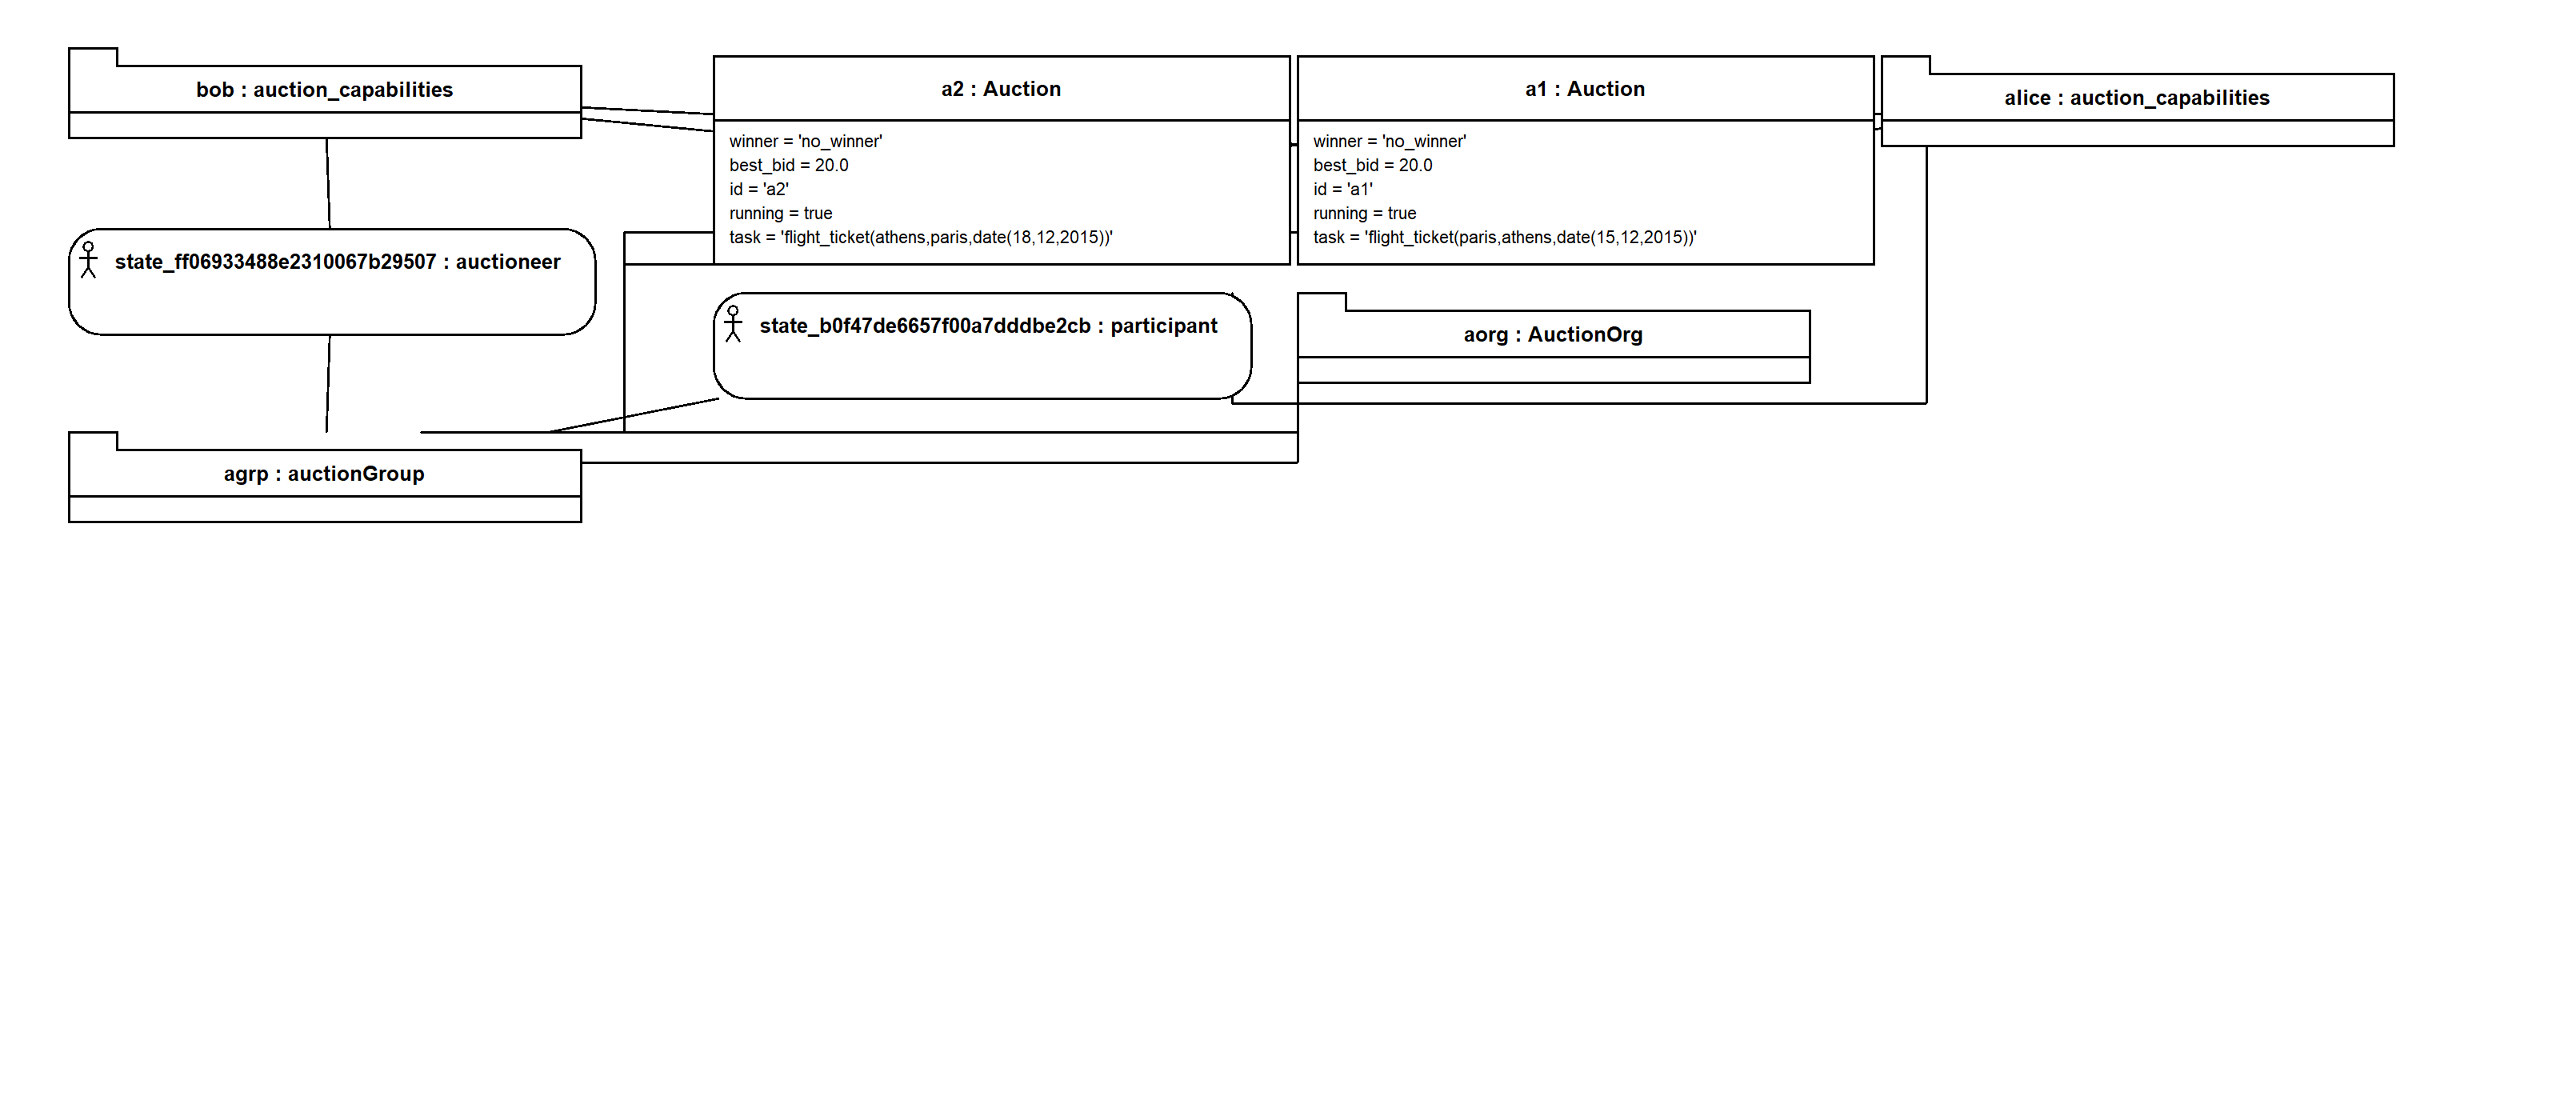 bob : auction_capabilities
a2 : Auction
winner = 'no_winner'
best_bid = 20.0
id = 'a2'
running = true
task = 'flight_ticket(athens,paris,date(18,12,2015))'
a1 : Auction
winner = 'no_winner'
best_bid = 20.0
id = 'a1'
running = true
task = 'flight_ticket(paris,athens,date(15,12,2015))'
alice : auction_capabilities
state_ff06933488e2310067b29507 : auctioneer
state_b0f47de6657f00a7dddbe2cb : participant
aorg : AuctionOrg
agrp : auctionGroup